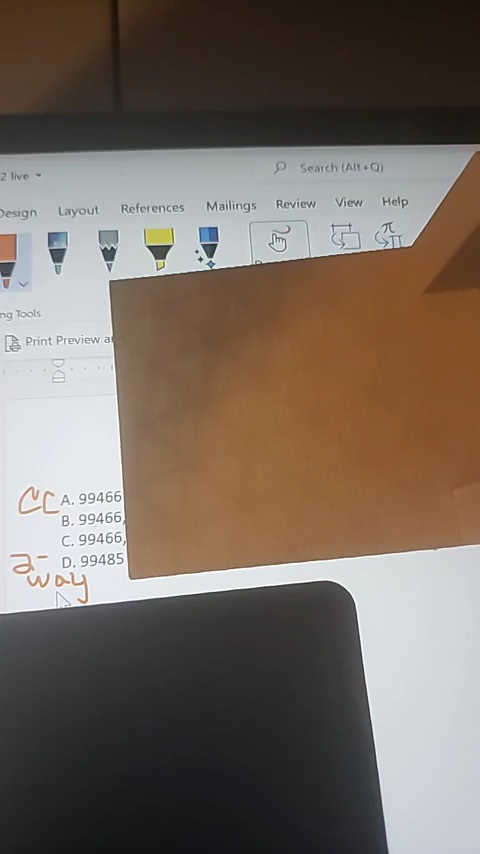 2 live
Search (Alt+Q)
Design Layout References Mailings Review View Help
ng Tools
Print Preview a
CC A. 99466
B. 99466,
C. 99466,
2- D. 99485
way